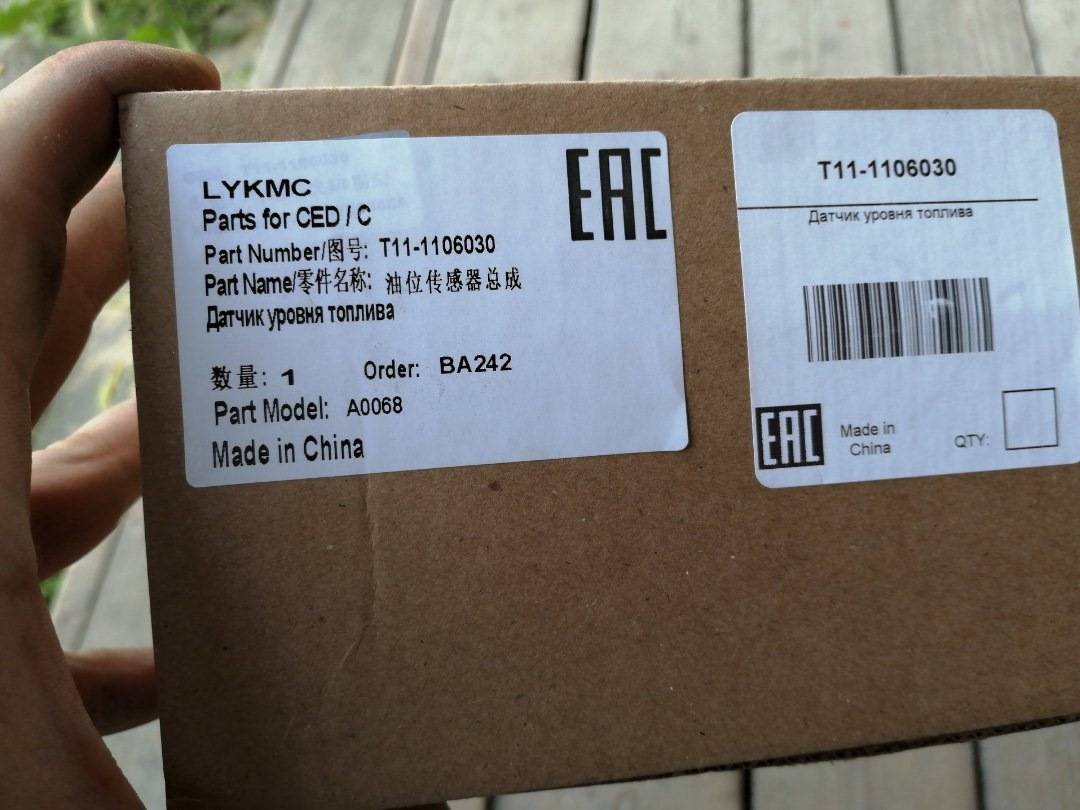 LYKMC
Parts for CED / C
Part Number/图号: T11-1106030
Part Name/零件名称: 油位传感器总成
Датчик уровня топлива
数量: 1 Order: BA242
Part Model: A0068
Made in China
EAC
T11-1106030
Датчик уровня топлива
EAC
Made in
China
QTY: